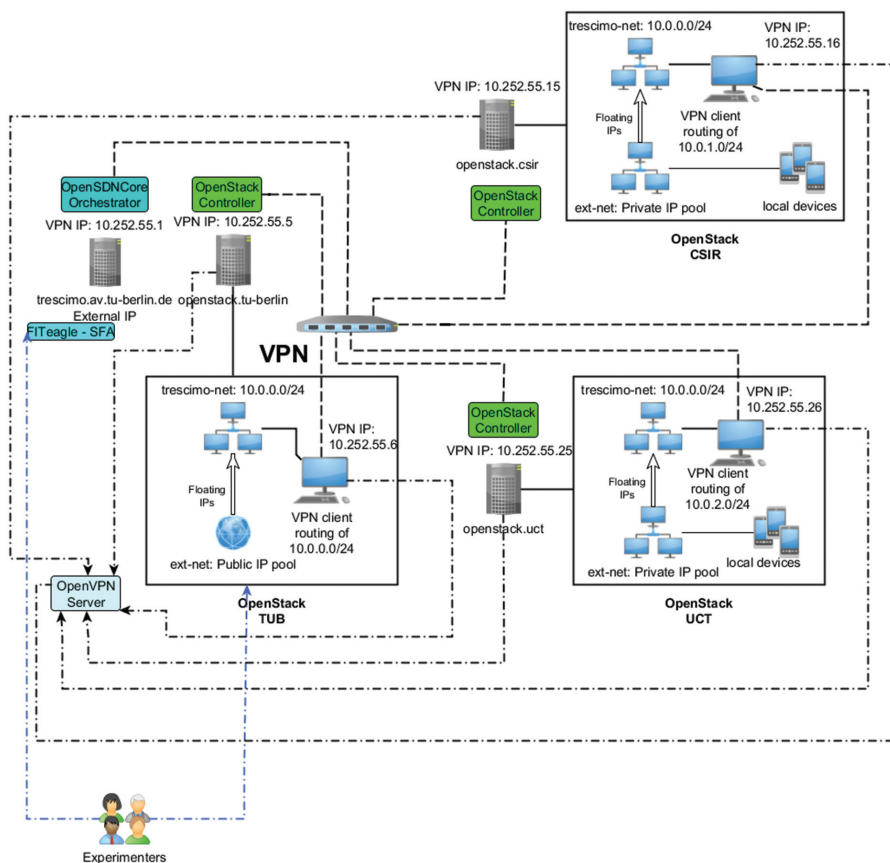 trescimo-net: 10.0.0.0/24
VPN IP:
10.252.55.16
VPN IP: 10.252.55.15
Floating
IPs
VPN client
routing of
10.0.1.0/24
openstack.csir
OpenStack
Controller
ext-net: Private IP pool
local devices
OpenStack
CSIR
OpenSDNCore
Orchestrator
OpenStack
Controller
VPN IP: 10.252.55.1
VPN IP: 10.252.55.5
trescimo.av.tu-berlin.de
openstack.tu-berlin
External IP
FITeagle - SFA
VPN
trescimo-net: 10.0.0.0/24
VPN IP:
10.252.55.6
Floating
IPs
VPN client
routing of
10.0.0.0/24
ext-net: Public IP pool
OpenStack
TUB
OpenStack
Controller
VPN IP: 10.252.55.25
openstack.uct
trescimo-net: 10.0.0.0/24
VPN IP:
10.252.55.26
Floating
IPs
VPN client
routing of
10.0.2.0/24
ext-net: Private IP pool
local devices
OpenStack
UCT
OpenVPN
Server
Experimenters